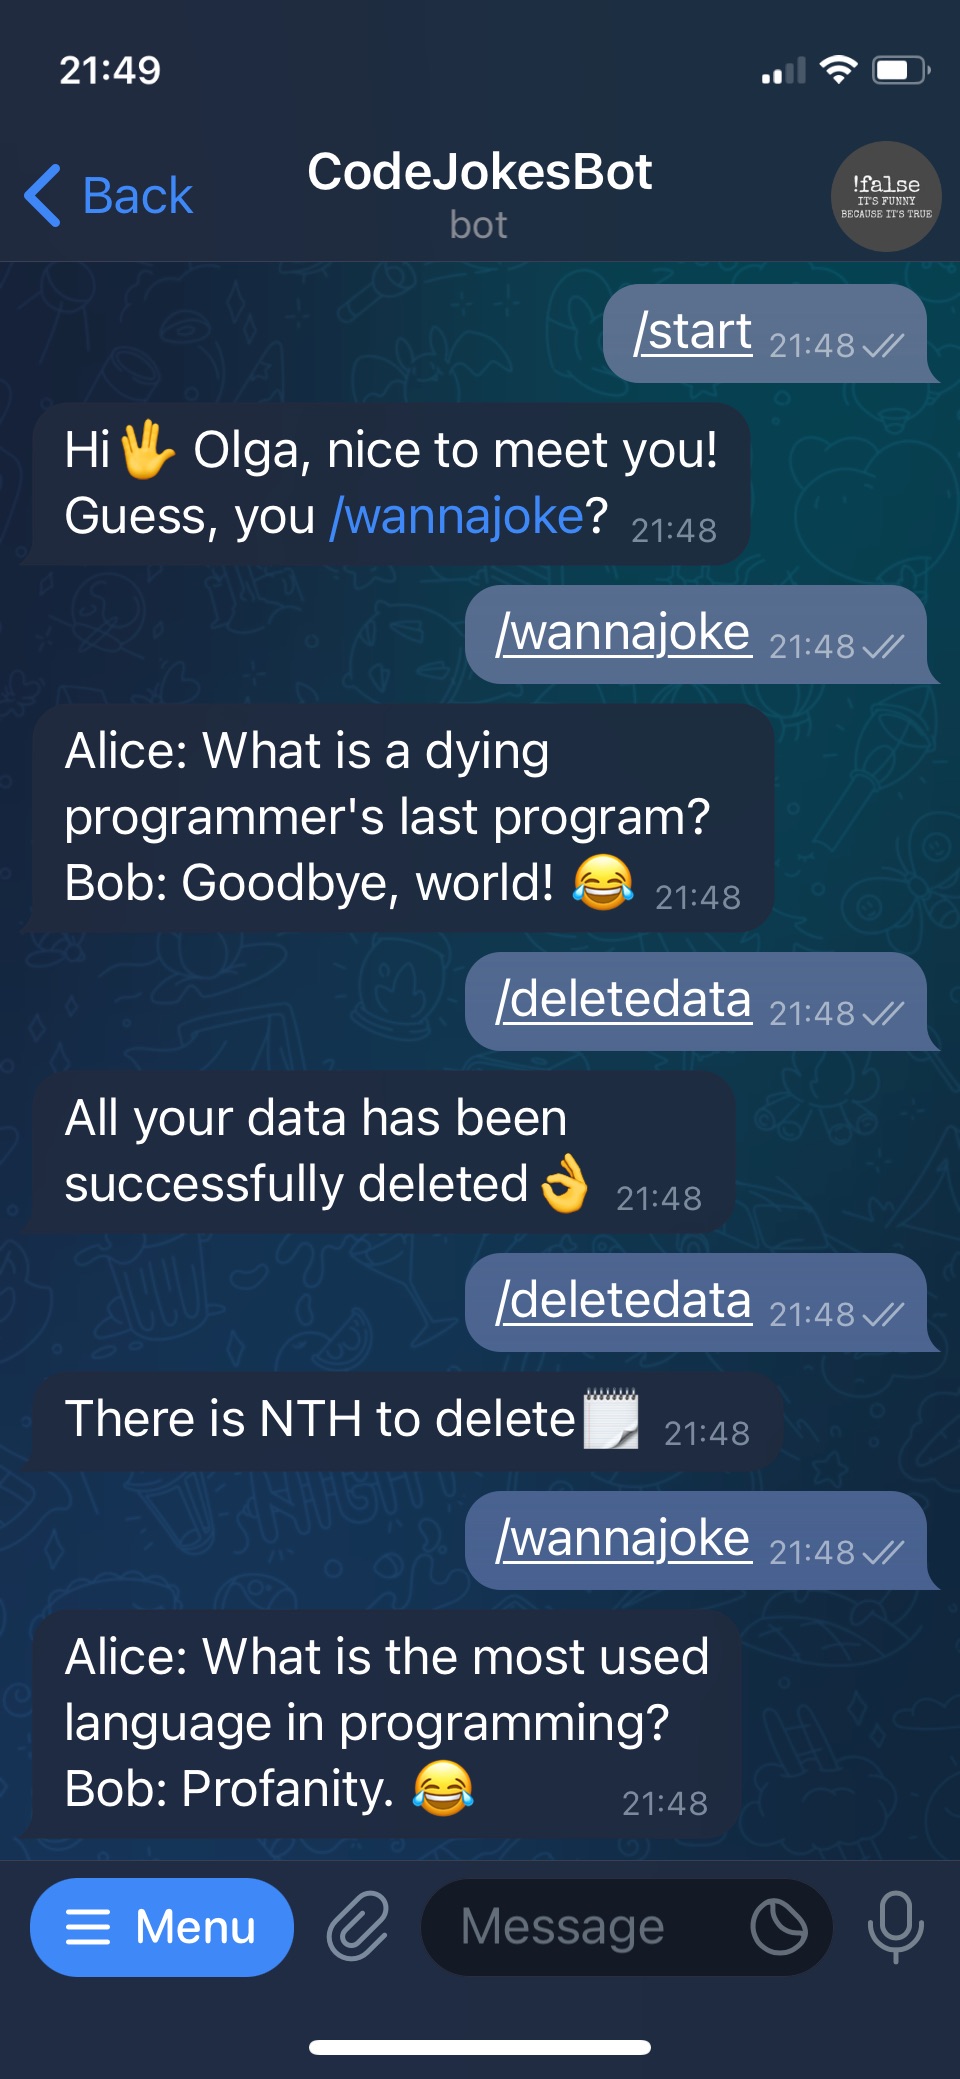 21:49
Back
CodeJokesBot
bot
!false
IT'S FUNNY
BECAUSE IT'S TRUE
/start 21:48
Hi🖖 Olga, nice to meet you!
Guess, you /wannajoke? 21:48
/wannajoke 21:48
Alice: What is a dying
programmer's last program?
Bob: Goodbye, world! 😂 21:48
/deletedata 21:48
All your data has been
successfully deleted👌 21:48
/deletedata 21:48
There is NTH to delete🗒 21:48
/wannajoke 21:48
Alice: What is the most used
language in programming?
Bob: Profanity. 😂 21:48
Menu
Message